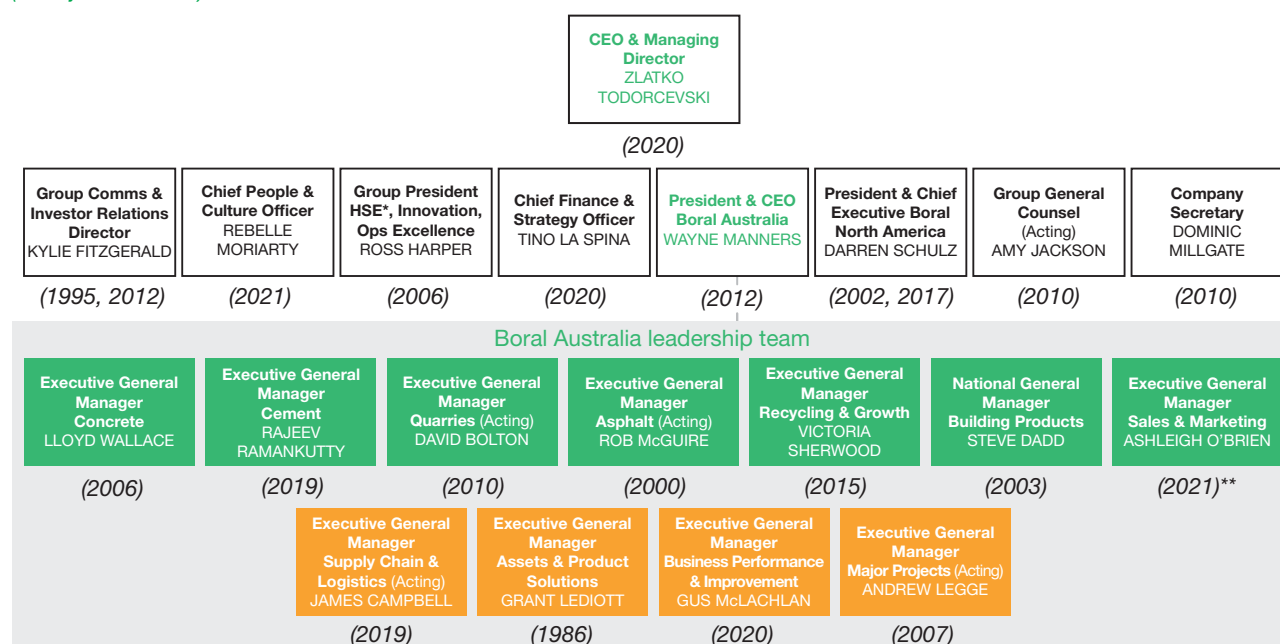 CEO & Managing
Director
ZLATKO
TODORCEVSKI
(2020)
Group Comms &
Investor Relations
Director
KYLIE FITZGERALD
(1995, 2012)
Chief People &
Culture Officer
REBELLE
MORIARTY
(2021)
Group President
HSE*, Innovation,
Ops Excellence
ROSS HARPER
(2006)
Chief Finance &
Strategy Officer
TINO LA SPINA
(2020)
President & CEO
Boral Australia
WAYNE MANNERS
(2012)
President & Chief
Executive Boral
North America
DARREN SCHULZ
(2002, 2017)
Group General
Counsel
(Acting)
AMY JACKSON
(2010)
Company
Secretary
DOMINIC
MILLGATE
(2010)
Boral Australia leadership team
Executive General
Manager
Concrete
LLOYD WALLACE
(2006)
Executive General
Manager
Cement
RAJEEV
RAMANKUTTY
(2019)
Executive General
Manager
Quarries (Acting)
DAVID BOLTON
(2010)
Executive General
Manager
Asphalt (Acting)
ROB McGUIRE
(2000)
Executive General
Manager
Recycling & Growth
VICTORIA
SHERWOOD
(2015)
National General
Manager
Building Products
STEVE DADD
(2003)
Executive General
Manager
Sales & Marketing
ASHLEIGH O’BRIEN
(2021)**
Executive General
Manager
Supply Chain &
Logistics (Acting)
JAMES CAMPBELL
(2019)
Executive General
Manager
Assets & Product
Solutions
GRANT LEDIOTT
(1986)
Executive General
Manager
Business Performance
& Improvement
GUS McLACHLAN
(2020)
Executive General
Manager
Major Projects (Acting)
ANDREW LEGGE
(2007)